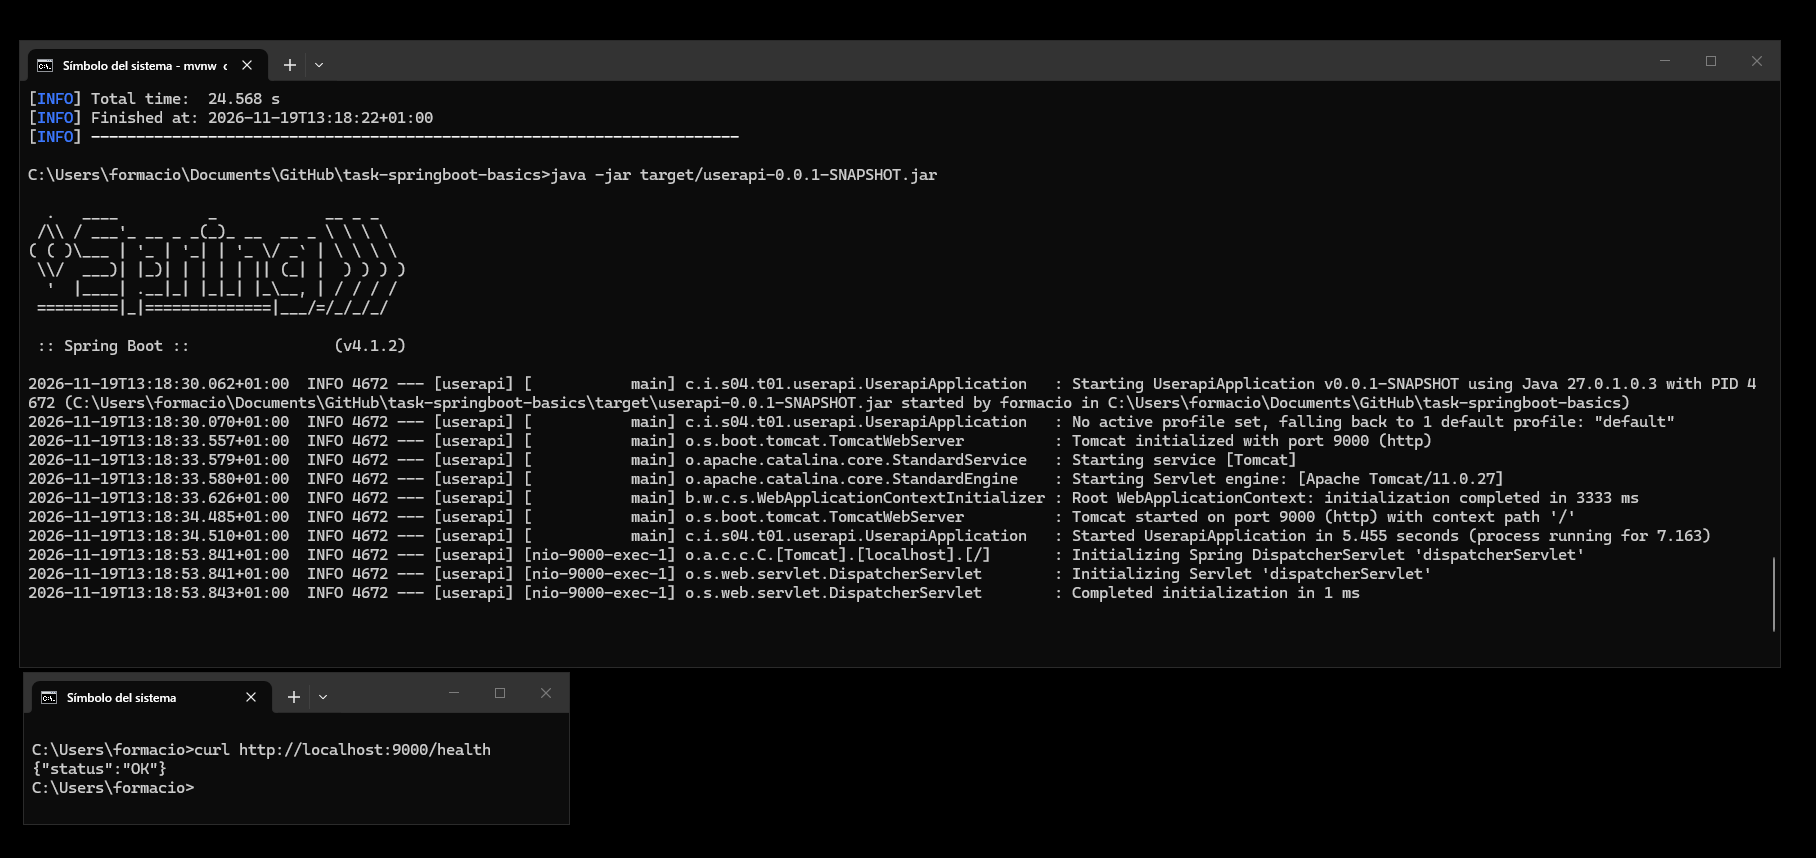 Símbolo del sistema - mvnw c
[INFO] Total time:  24.568 s
[INFO] Finished at: 2026-11-19T13:18:22+01:00
[INFO] ------------------------------------------------------------------------
C:\Users\formacio\Documents\GitHub\task-springboot-basics>java -jar target/userapi-0.0.1-SNAPSHOT.jar
  .   ____          _            __ _ _
 /\\ / ___'_ __ _ _(_)_ __  __ _ \ \ \ \
( ( )\___ | '_ | '_| | '_ \/ _` | \ \ \ \
 \\/  ___)| |_)| | | | | || (_| |  ) ) ) )
  '  |____| .__|_| |_|_| |_\__, | / / / /
 =========|_|==============|___/=/_/_/_/
 :: Spring Boot ::                (v4.1.2)
2026-11-19T13:18:30.062+01:00  INFO 4672 --- [userapi] [           main] c.i.s04.t01.userapi.UserapiApplication   : Starting UserapiApplication v0.0.1-SNAPSHOT using Java 27.0.1.0.3 with PID 4
672 (C:\Users\formacio\Documents\GitHub\task-springboot-basics\target\userapi-0.0.1-SNAPSHOT.jar started by formacio in C:\Users\formacio\Documents\GitHub\task-springboot-basics)
2026-11-19T13:18:30.070+01:00  INFO 4672 --- [userapi] [           main] c.i.s04.t01.userapi.UserapiApplication   : No active profile set, falling back to 1 default profile: "default"
2026-11-19T13:18:33.557+01:00  INFO 4672 --- [userapi] [           main] o.s.boot.tomcat.TomcatWebServer          : Tomcat initialized with port 9000 (http)
2026-11-19T13:18:33.579+01:00  INFO 4672 --- [userapi] [           main] o.apache.catalina.core.StandardService   : Starting service [Tomcat]
2026-11-19T13:18:33.580+01:00  INFO 4672 --- [userapi] [           main] o.apache.catalina.core.StandardEngine    : Starting Servlet engine: [Apache Tomcat/11.0.27]
2026-11-19T13:18:33.626+01:00  INFO 4672 --- [userapi] [           main] b.w.c.s.WebApplicationContextInitializer : Root WebApplicationContext: initialization completed in 3333 ms
2026-11-19T13:18:34.485+01:00  INFO 4672 --- [userapi] [           main] o.s.boot.tomcat.TomcatWebServer          : Tomcat started on port 9000 (http) with context path '/'
2026-11-19T13:18:34.510+01:00  INFO 4672 --- [userapi] [           main] c.i.s04.t01.userapi.UserapiApplication   : Started UserapiApplication in 5.455 seconds (process running for 7.163)
2026-11-19T13:18:53.841+01:00  INFO 4672 --- [userapi] [nio-9000-exec-1] o.a.c.c.C.[Tomcat].[localhost].[/]       : Initializing Spring DispatcherServlet 'dispatcherServlet'
2026-11-19T13:18:53.841+01:00  INFO 4672 --- [userapi] [nio-9000-exec-1] o.s.web.servlet.DispatcherServlet        : Initializing Servlet 'dispatcherServlet'
2026-11-19T13:18:53.843+01:00  INFO 4672 --- [userapi] [nio-9000-exec-1] o.s.web.servlet.DispatcherServlet        : Completed initialization in 1 ms
Símbolo del sistema
C:\Users\formacio>curl http://localhost:9000/health
{"status":"OK"}
C:\Users\formacio>